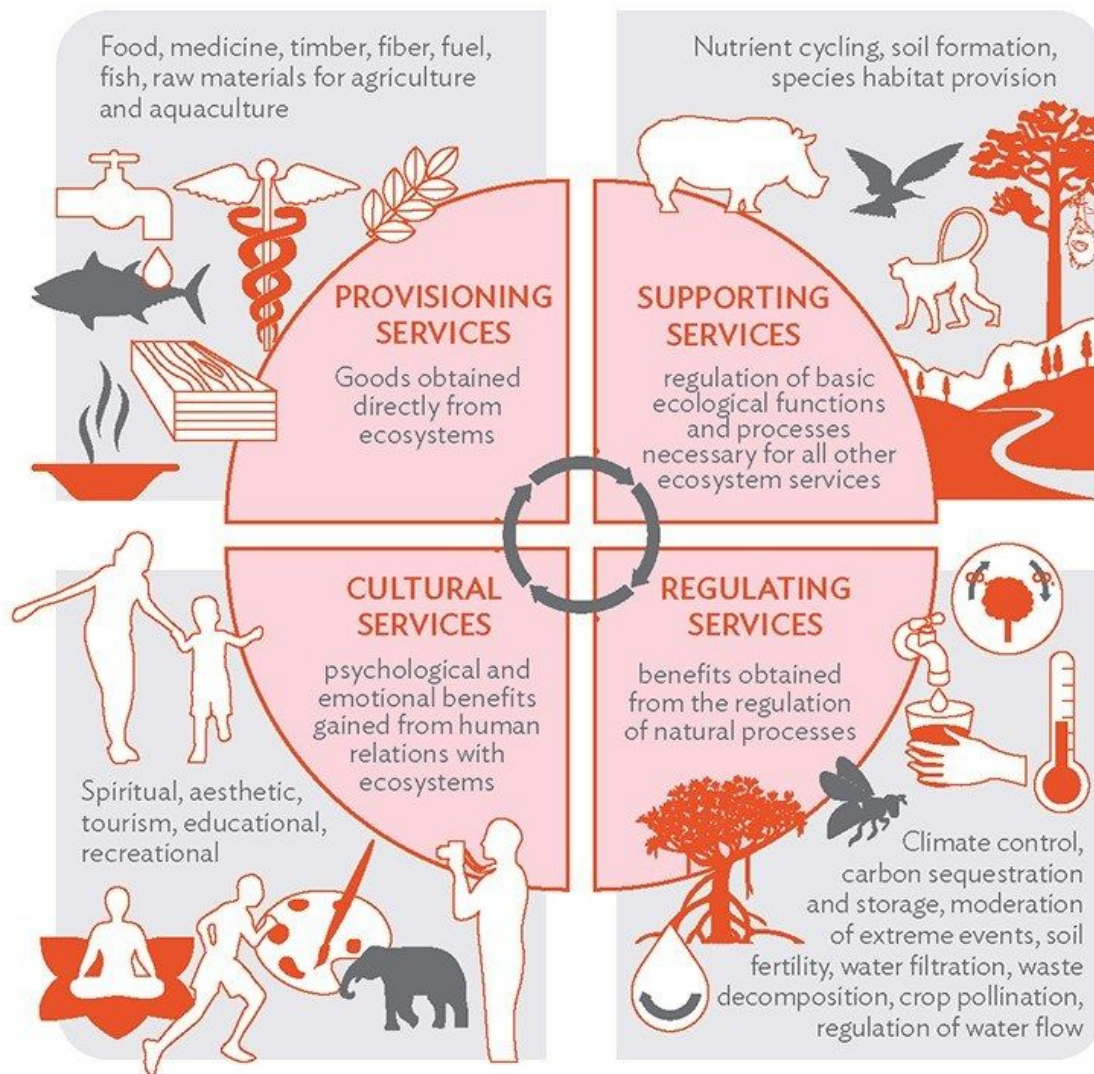 Food, medicine, timber, fiber, fuel,
fish, raw materials for agriculture
and aquaculture
PROVISIONING
SERVICES
Goods obtained
directly from
ecosystems
Nutrient cycling, soil formation,
species habitat provision
SUPPORTING
SERVICES
regulation of basic
ecological functions
and processes
necessary for all other
ecosystem services
CULTURAL
SERVICES
psychological and
emotional benefits
gained from human
relations with
ecosystems
Spiritual, aesthetic,
tourism, educational,
recreational
REGULATING
SERVICES
benefits obtained
from the regulation
of natural processes
Climate control,
carbon sequestration
and storage, moderation
of extreme events, soil
fertility, water filtration, waste
decomposition, crop pollination,
regulation of water flow